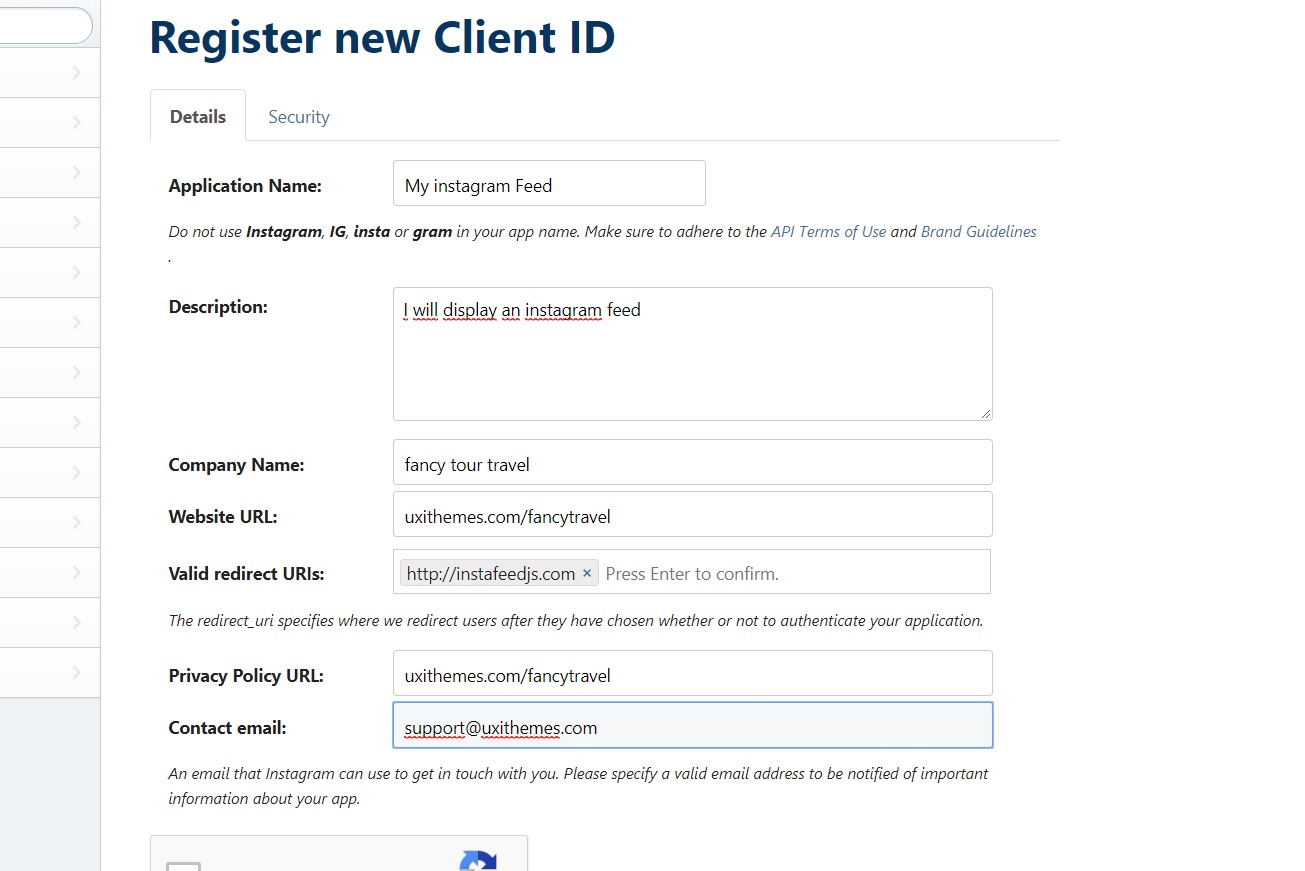 Register new Client ID
Details
Security
Application Name:
My instagram Feed
Do not use Instagram, IG, insta or gram in your app name. Make sure to adhere to the API Terms of Use and Brand Guidelines
.
Description:
I will display an instagram feed
Company Name:
fancy tour travel
Website URL:
uxithemes.com/fancytravel
Valid redirect URIs:
http://instafeedjs.com × Press Enter to confirm.
The redirect_uri specifies where we redirect users after they have chosen whether or not to authenticate your application.
Privacy Policy URL:
uxithemes.com/fancytravel
Contact email:
support@uxithemes.com
An email that Instagram can use to get in touch with you. Please specify a valid email address to be notified of important
information about your app.